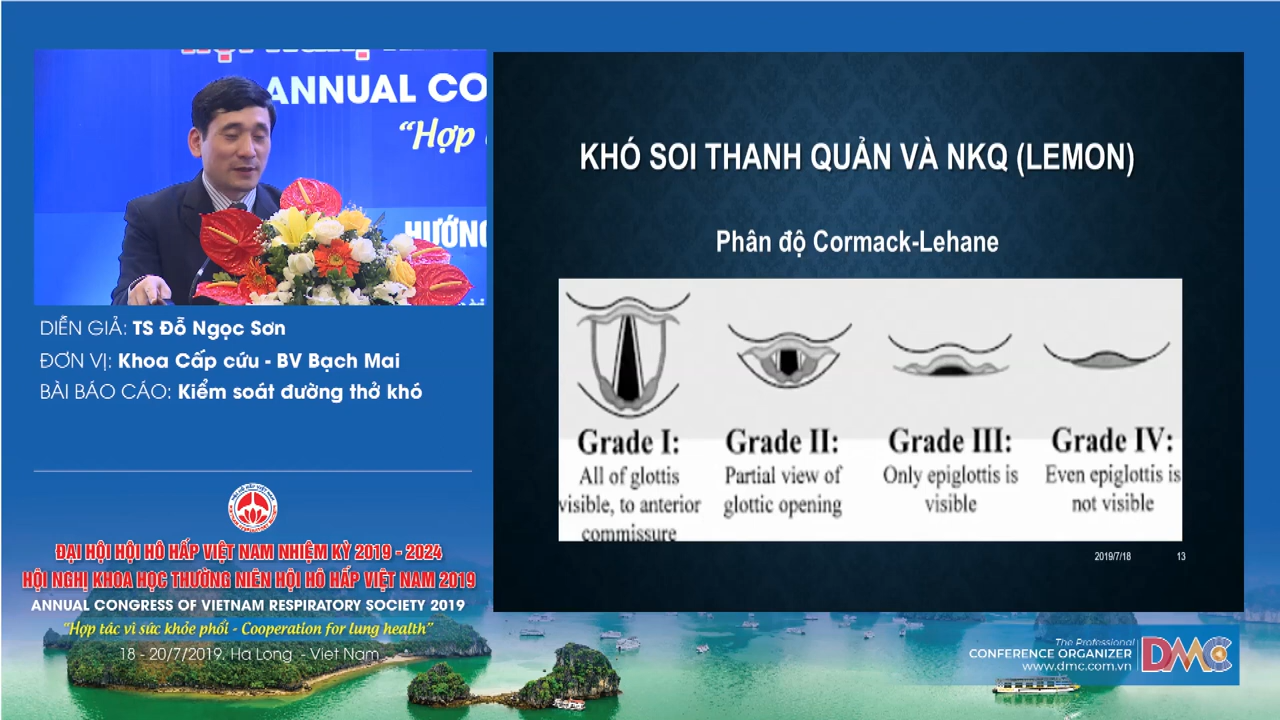 ANNUAL CO
"Hợp
HƯỚNG
DIỄN GIẢ: TS Đỗ Ngọc Sơn
ĐƠN VỊ: Khoa Cấp cứu - BV Bạch Mai
BÀI BÁO CÁO: Kiểm soát đường thở khó
ĐẠI HỘI HỘI HÔ HẤP VIỆT NAM NHIỆM KỲ 2019 - 2024
HỘI NGHỊ KHOA HỌC THƯỜNG NIÊN HỘI HÔ HẤP VIỆT NAM 2019
ANNUAL CONGRESS OF VIETNAM RESPIRATORY SOCIETY 2019
"Hợp tác vì sức khỏe phổi - Cooperation for lung health"
18 - 20/7/2019. Ha Long - Viet Nam
KHÓ SOI THANH QUẢN VÀ NKQ (LEMON)
Phân độ Cormack-Lehane
Grade I:
All of glottis
visible, to anterior
commissure
Grade II:
Partial view of
glottic opening
Grade III:
Only epiglottis is
visible
Grade IV:
Even epiglottis is
not visible
2019/7/18
13
The Professional
CONFERENCE ORGANIZER
www.dmc.com.vn
DMC